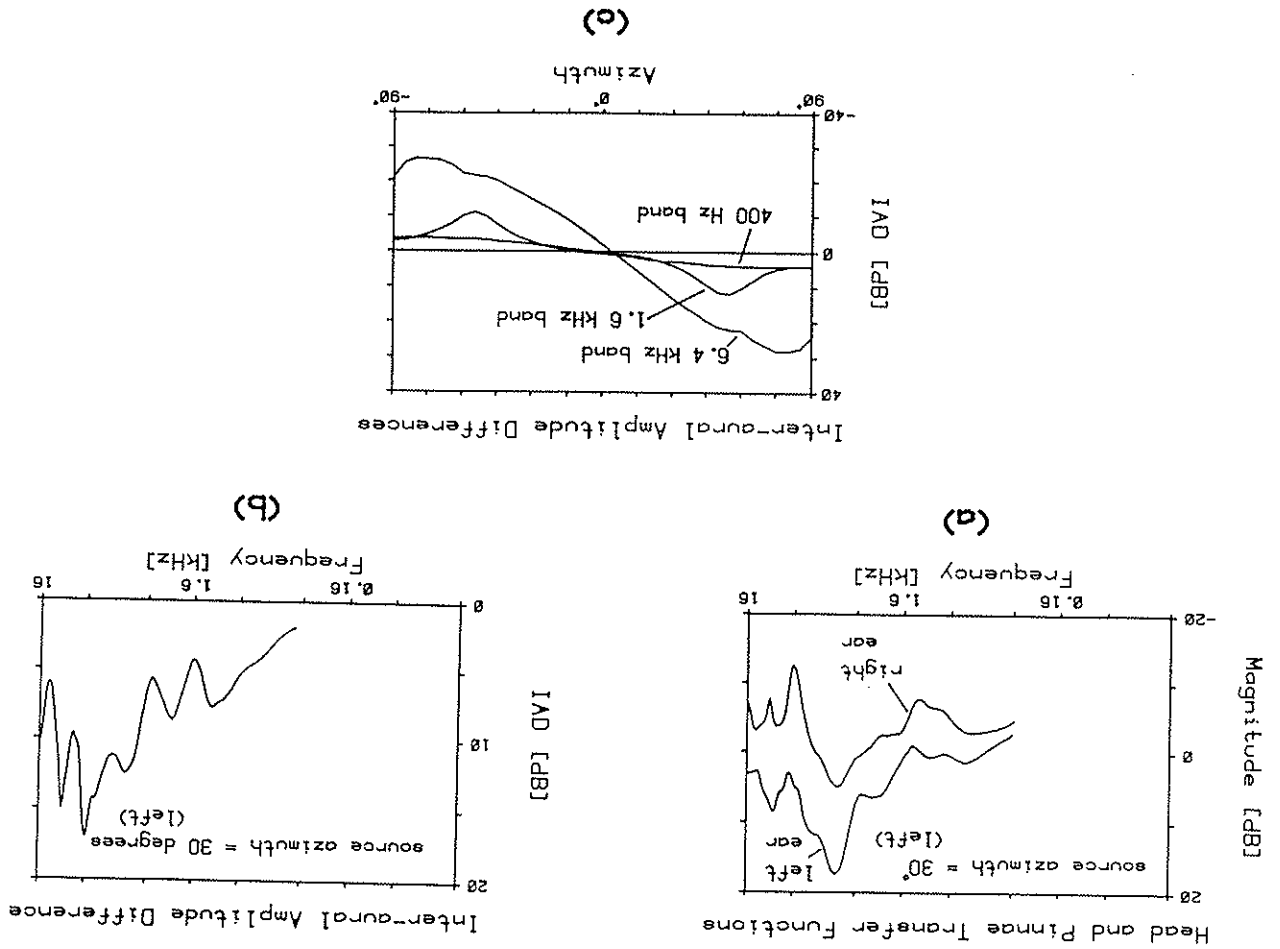 Head and Pinnae Transfer Functions
Magnitude [dB]
20
0
-20
source azimuth = 30°
(left)
left
ear
right
ear
0.16
1.6
16
Frequency [kHz]
(a)
Inter-aural Amplitude Difference
IAD [dB]
20
10
0
source azimuth = 30 degrees
(left)
0.16
1.6
16
Frequency [kHz]
(b)
Inter-aural Amplitude Differences
IAD [dB]
40
0
-40
6.4 kHz band
1.6 kHz band
400 Hz band
90°
0°
-90°
Azimuth
(c)